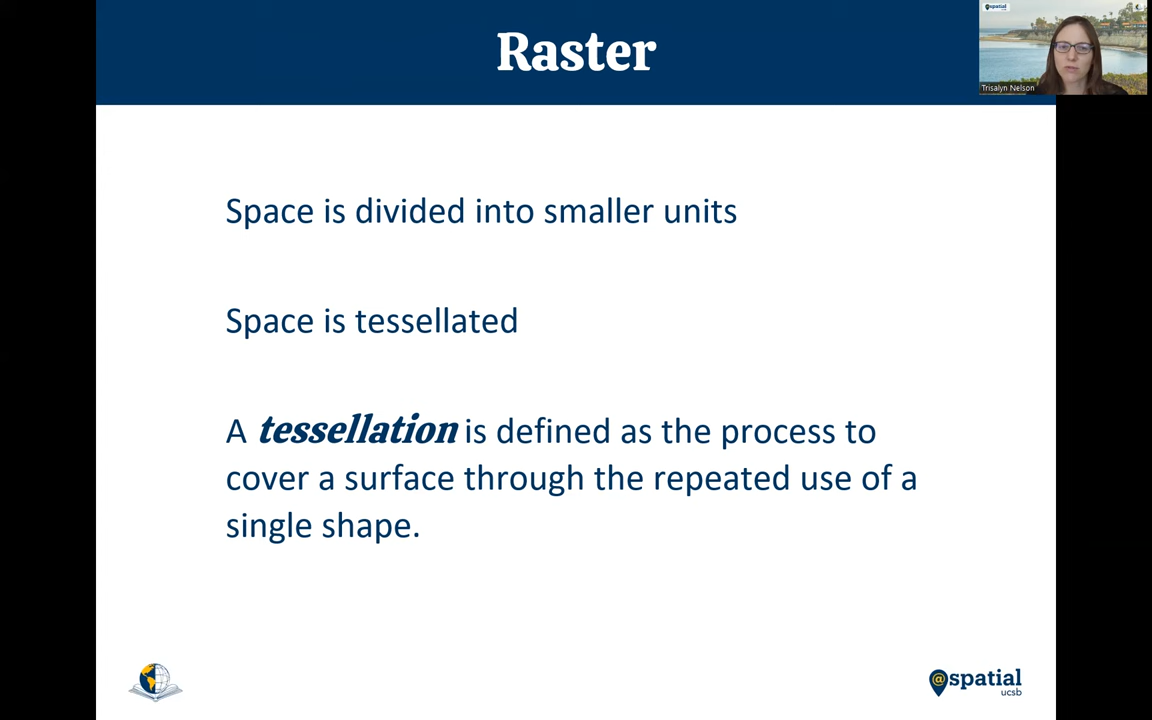 Raster
spatial
Trisalyn Nelson
Space is divided into smaller units
Space is tessellated
A tessellation is defined as the process to
cover a surface through the repeated use of a
single shape.
@spatial
ucsb